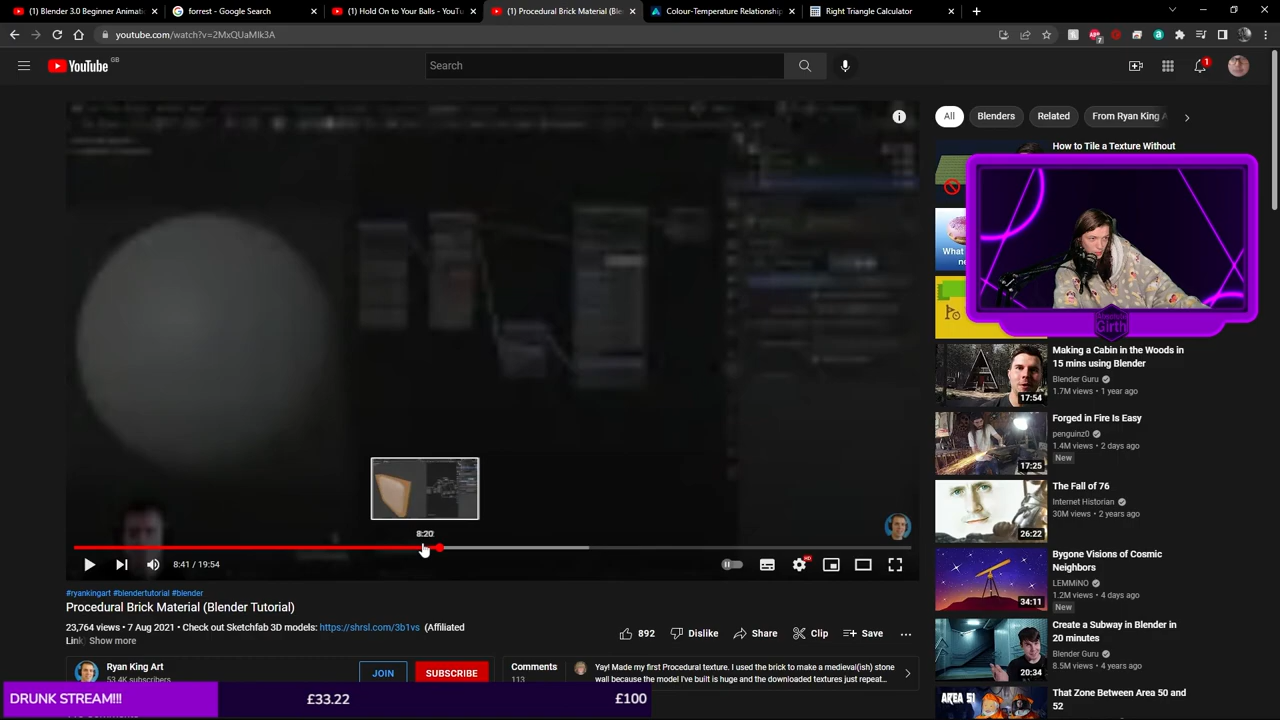 (1) Blender 3.0 Beginner Animati
forrest - Google Search
(1) Hold On to Your Balls - YouTu
(1) Procedural Brick Material (Ble
Colour-Temperature Relationship
Right Triangle Calculator
youtube.com/watch?v=2MxQUaMlk3A
YouTube GB
Search
1
All
Blenders
Related
From Ryan King A
How to Tile a Texture Without
What
ne
Girth
Making a Cabin in the Woods in
15 mins using Blender
Blender Guru
1.7M views • 1 year ago
17:54
Forged in Fire Is Easy
penguinz0
1.4M views • 2 days ago
New
17:25
The Fall of 76
Internet Historian
30M views • 2 years ago
26:22
Bygone Visions of Cosmic
Neighbors
LEMMiNO
1.2M views • 4 days ago
New
34:11
Create a Subway in Blender in
20 minutes
Blender Guru
8.5M views • 4 years ago
20:34
That Zone Between Area 50 and
52
AREA 51
8:20
8:41 / 19:54
HD
#ryankingart #blendertutorial #blender
Procedural Brick Material (Blender Tutorial)
23,764 views • 7 Aug 2021 • Check out Sketchfab 3D models: https://shrsl.com/3b1vs (Affiliated
Link Show more
892
Dislike
Share
Clip
Save
Ryan King Art
53.4K subscribers
JOIN
SUBSCRIBE
Comments
113
Yay! Made my first Procedural texture. I used the brick to make a medieval(ish) stone
wall because the model I've built is huge and the downloaded textures just repeat...
DRUNK STREAM!!!
£33.22
£100